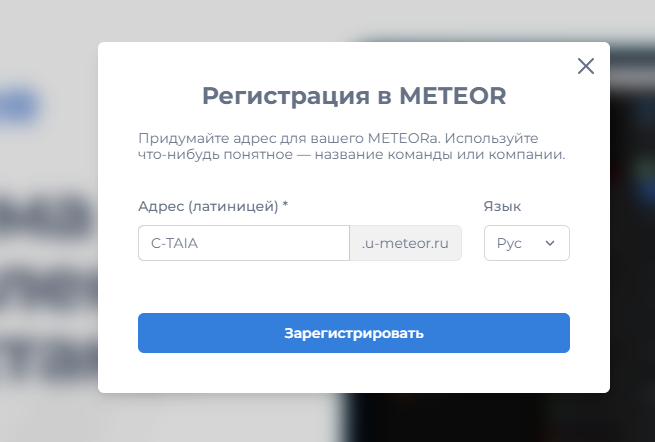 Регистрация в METEOR
Придумайте адрес для вашего METEORа. Используйте
что-нибудь понятное — название команды или компании.
Адрес (латиницей) *
Язык
C-TAIA
.u-meteor.ru
Рус
Зарегистрировать